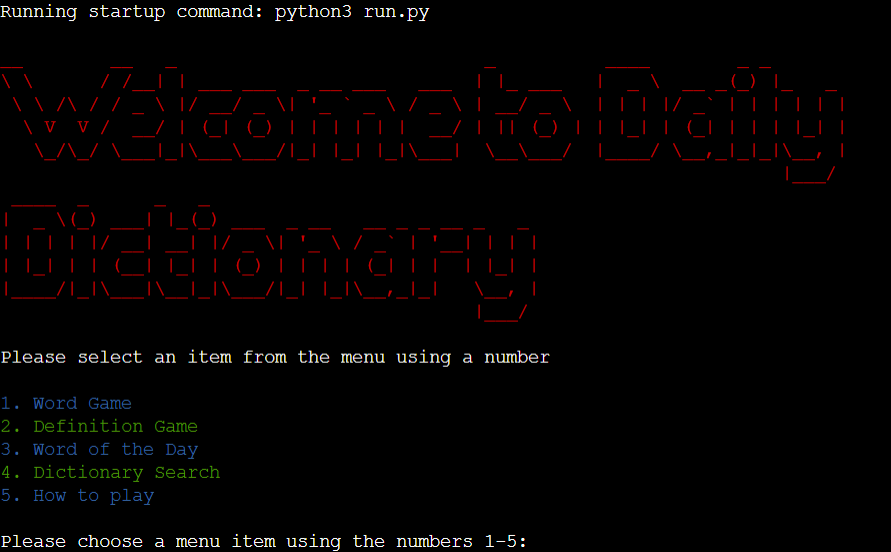 Running startup command: python3 run.py
Welcome to Daily
Dictionary
Please select an item from the menu using a number
1. Word Game
2. Definition Game
3. Word of the Day
4. Dictionary Search
5. How to play
Please choose a menu item using the numbers 1-5: